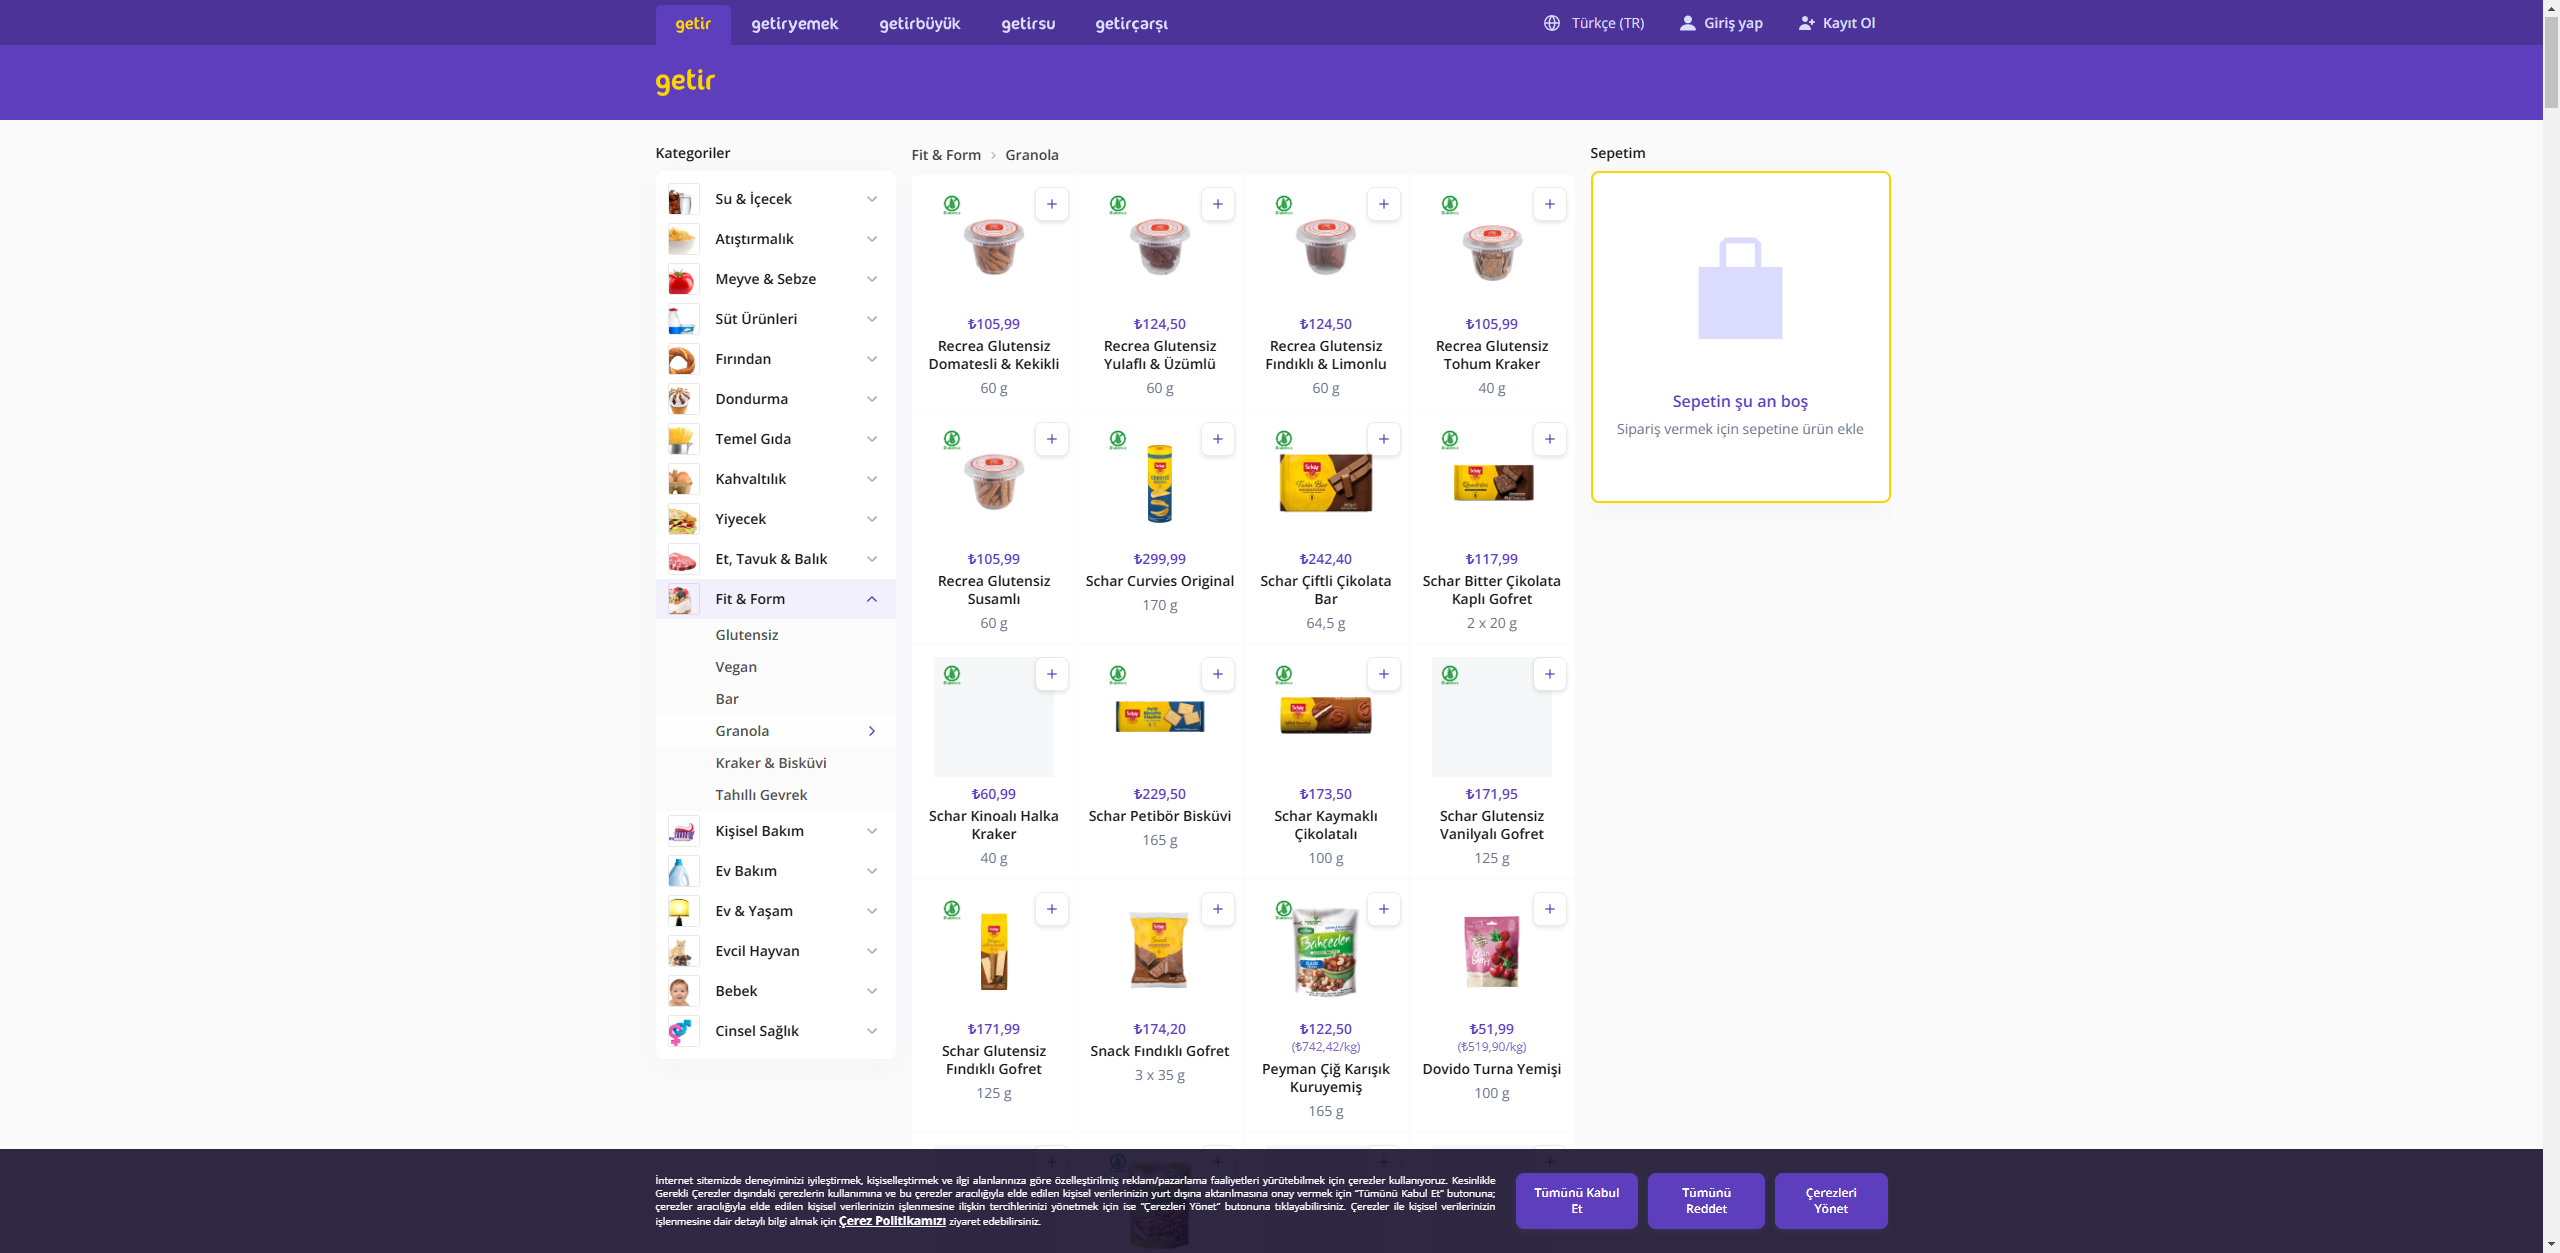 getir
getiryemek
getirbüyük
getirsu
getirçarşı
Türkçe (TR)
Giriş yap
Kayıt Ol
getir
Kategoriler
Su & İçecek
Atıştırmalık
Meyve & Sebze
Süt Ürünleri
Fırından
Dondurma
Temel Gıda
Kahvaltılık
Yiyecek
Et, Tavuk & Balık
Fit & Form
Glutensiz
Vegan
Bar
Granola
Kraker & Bisküvi
Tahıllı Gevrek
Kişisel Bakım
Ev Bakım
Ev & Yaşam
Evcil Hayvan
Bebek
Cinsel Sağlık
Fit & Form
Granola
₺105,99
Recrea Glutensiz
Domatesli & Kekikli
60 g
₺124,50
Recrea Glutensiz
Yulaflı & Üzümlü
60 g
₺124,50
Recrea Glutensiz
Fındıklı & Limonlu
60 g
₺105,99
Recrea Glutensiz
Tohum Kraker
40 g
₺105,99
Recrea Glutensiz
Susamlı
60 g
₺299,99
Schar Curvies Original
170 g
₺242,40
Schar Çiftli Çikolata
Bar
64,5 g
₺117,99
Schar Bitter Çikolata
Kaplı Gofret
2 x 20 g
₺60,99
Schar Kinoalı Halka
Kraker
40 g
₺229,50
Schar Petibör Bisküvi
165 g
₺173,50
Schar Kaymaklı
Çikolatalı
100 g
₺171,95
Schar Glutensiz
Vanilyalı Gofret
125 g
₺171,99
Schar Glutensiz
Fındıklı Gofret
125 g
₺174,20
Snack Fındıklı Gofret
3 x 35 g
Bahçeden
₺122,50
(₺742,42/kg)
Peyman Çiğ Karışık
Kuruyemiş
165 g
₺51,99
(₺519,90/kg)
Dovido Turna Yemişi
100 g
Sepetim
Sepetin şu an boş
Sipariş vermek için sepetine ürün ekle
İnternet sitemizde deneyiminizi iyileştirmek, kişiselleştirmek ve ilgi alanlarınıza göre özelleştirilmiş reklam/pazarlama faaliyetleri yürütebilmek için çerezler kullanıyoruz. Kesinlikle
Gerekli Çerezler dışındaki çerezlerin kullanımına ve bu çerezler aracılığıyla elde edilen kişisel verilerinizin yurt dışına aktarılmasına onay vermek için “Tümünü Kabul Et” butonuna;
çerezler aracılığıyla elde edilen kişisel verilerinizin işlenmesine ilişkin tercihlerinizi yönetmek için ise “Çerezleri Yönet” butonuna tıklayabilirsiniz. Çerezler ile kişisel verilerinizin
işlenmesine dair detaylı bilgi almak için Çerez Politikamızı ziyaret edebilirsiniz.
Tümünü Kabul
Et
Tümünü
Reddet
Çerezleri
Yönet